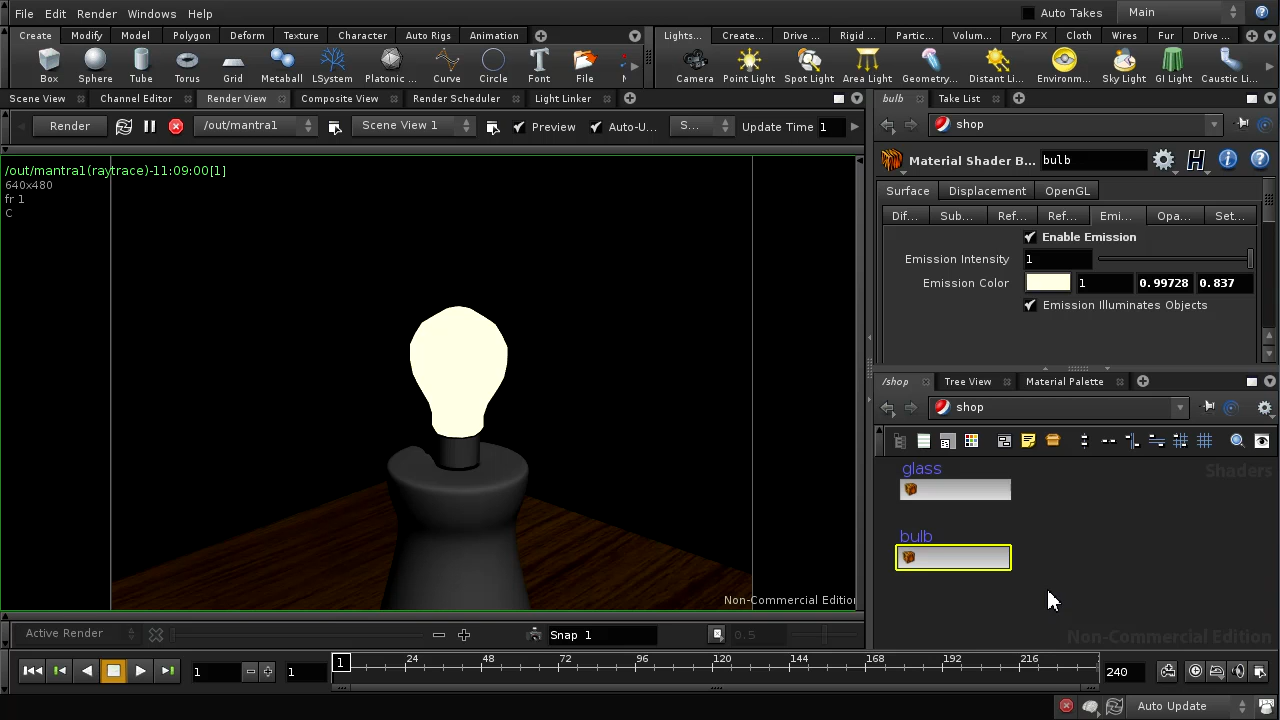 File Edit Render Windows Help
Auto Takes Main
Create Modify Model Polygon Deform Texture Character Auto Rigs Animation
Lights... Create... Drive ... Rigid ... Partic... Volum... Pyro FX Cloth Wires Fur Drive ...
Box Sphere Tube Torus Grid Metaball LSystem Platonic ... Curve Circle Font File
Camera Point Light Spot Light Area Light Geometry... Distant Li... Environm... Sky Light GI Light Caustic Li...
Scene View Channel Editor Render View Composite View Render Scheduler Light Linker
bulb Take List
Render /out/mantra1 Scene View 1 Preview Auto-U... S... Update Time 1
shop
/out/mantra1(raytrace)-11:09:00[1]
640x480
fr 1
C
Material Shader B... bulb
Surface Displacement OpenGL
Dif... Sub... Ref... Ref... Emi... Opa... Set...
Enable Emission
Emission Intensity 1
Emission Color 1 0.99728 0.837
Emission Illuminates Objects
/shop Tree View Material Palette
shop
glass
Shaders
bulb
Non-Commercial Editio
Non-Commercial Edition
Active Render Snap 1 0.5
1 1 1 24 48 72 96 120 144 168 192 216 240
Auto Update